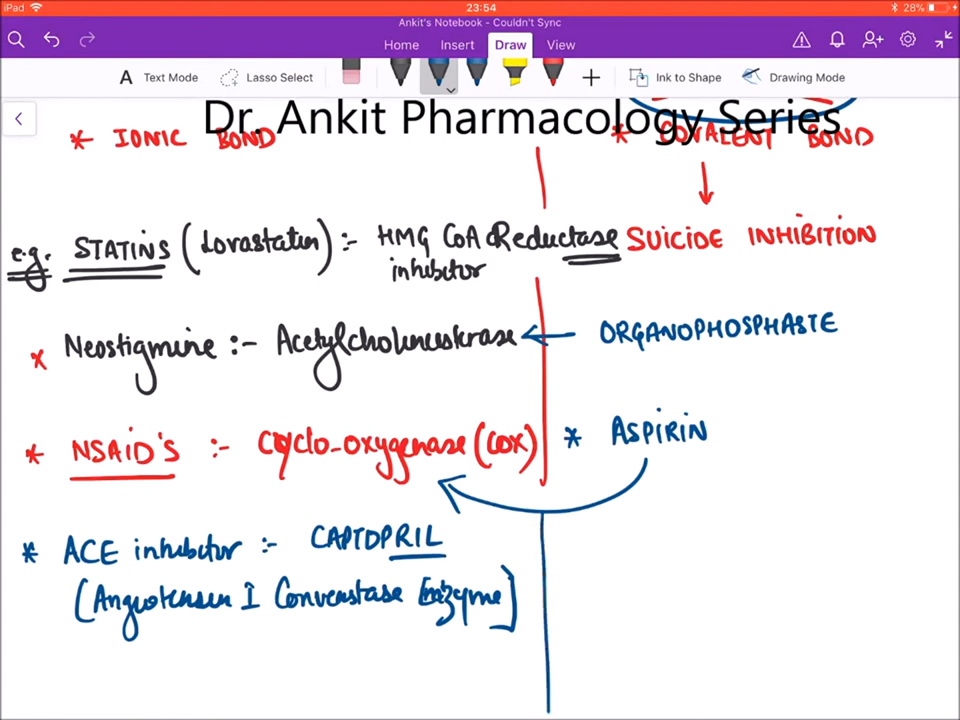 iPad 23:54 28%
Ankit's Notebook - Couldn't Sync
Home Insert Draw View
A Text Mode Lasso Select Ink to Shape Drawing Mode
Dr. Ankit Pharmacology Series
* IONIC BOND * COVALENT BOND
e.g. STATINS (Lovastatin) :- HMG CoA Reductase SUICIDE INHIBITION
inhibitor
* Neostigmine :- Acetylcholinesterase ORGANOPHOSPHASTE
* NSAID'S :- Cyclo-oxygenase (COX) * ASPIRIN
* ACE inhibitor :- CAPTOPRIL
(Angiotensin I Converstase Enzyme]